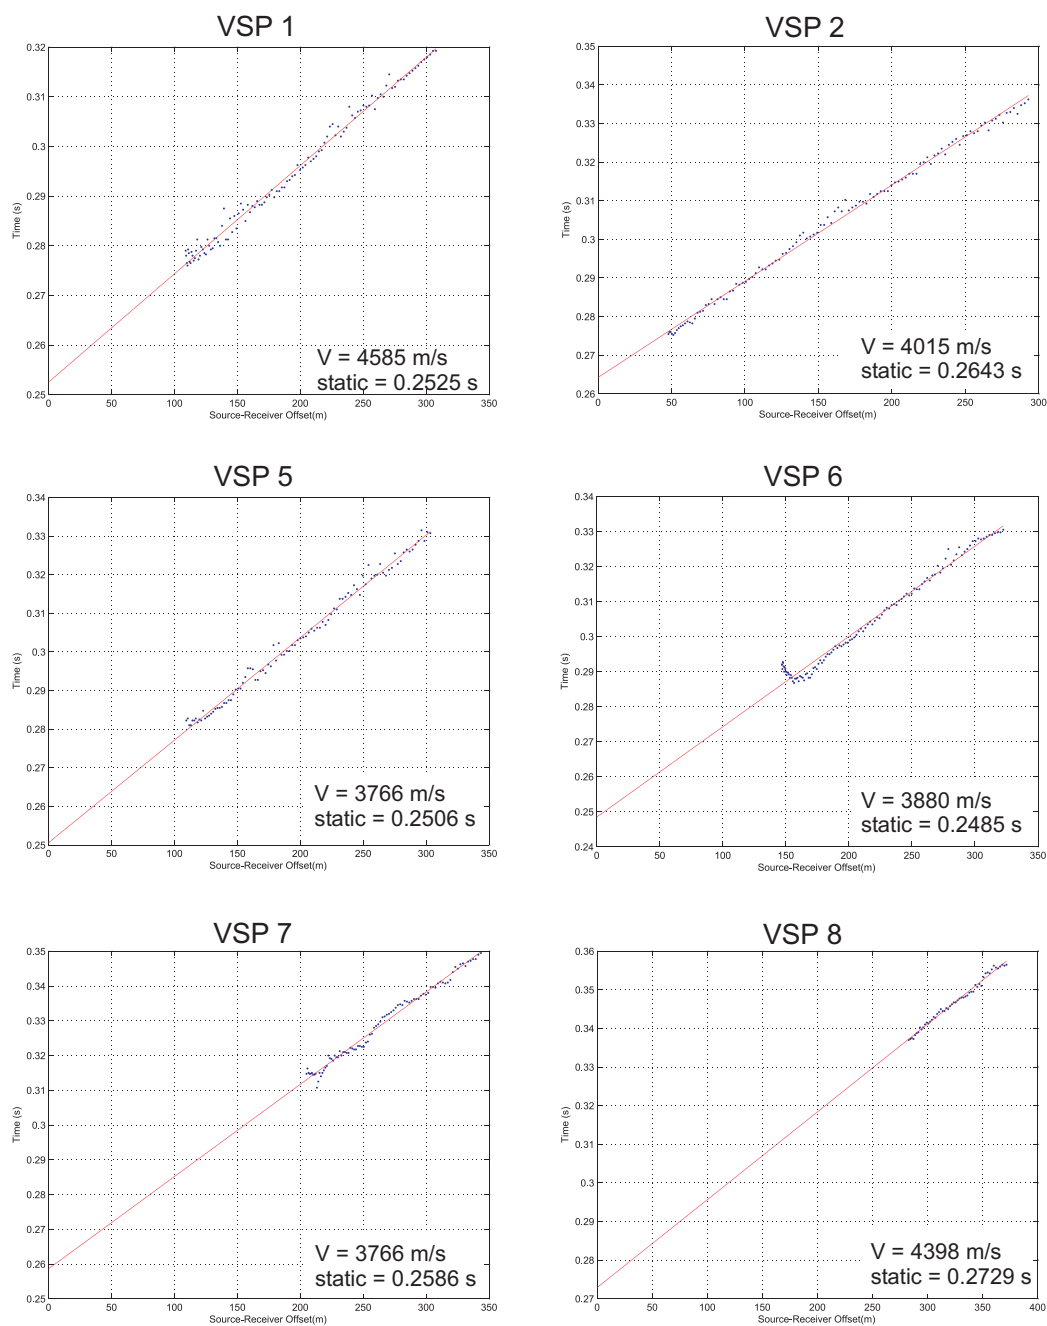 VSP 1
0.32
0.31
0.3
0.29
0.28
0.27
0.26
0.25
Time (s)
V = 4585 m/s
static = 0.2525 s
0 50 100 150 200 250 300 350
Source-Receiver Offset(m)
VSP 2
0.35
0.34
0.33
0.32
0.31
0.3
0.29
0.28
0.27
0.26
Time (s)
V = 4015 m/s
static = 0.2643 s
0 50 100 150 200 250 300
Source-Receiver Offset(m)
VSP 5
0.34
0.33
0.32
0.31
0.3
0.29
0.28
0.27
0.26
0.25
Time (s)
V = 3766 m/s
static = 0.2506 s
0 50 100 150 200 250 300 350
Source-Receiver Offset(m)
VSP 6
0.34
0.33
0.32
0.31
0.3
0.29
0.28
0.27
0.26
0.25
0.24
Time (s)
V = 3880 m/s
static = 0.2485 s
0 50 100 150 200 250 300 350
Source-Receiver Offset(m)
VSP 7
0.35
0.34
0.33
0.32
0.31
0.3
0.29
0.28
0.27
0.26
0.25
Time (s)
V = 3766 m/s
static = 0.2586 s
0 50 100 150 200 250 300 350
Source-Receiver Offset(m)
VSP 8
0.36
0.35
0.34
0.33
0.32
0.31
0.3
0.29
0.28
0.27
Time (s)
V = 4398 m/s
static = 0.2729 s
0 50 100 150 200 250 300 350 400
Source-Receiver Offset(m)